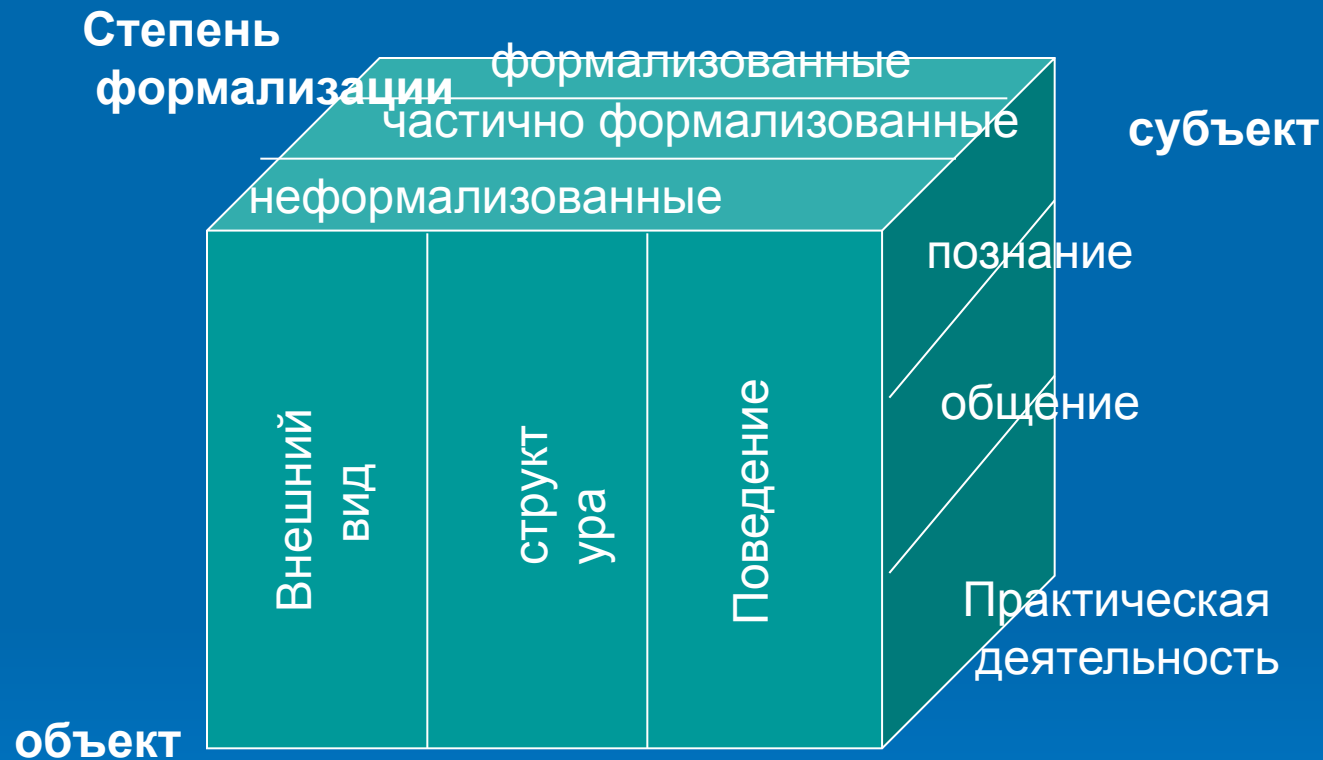 Степень
формализации
формализованные
частично формализованные
неформализованные
субъект
познание
общение
Практическая
деятельность
Внешний
вид
структ
ура
Поведение
объект